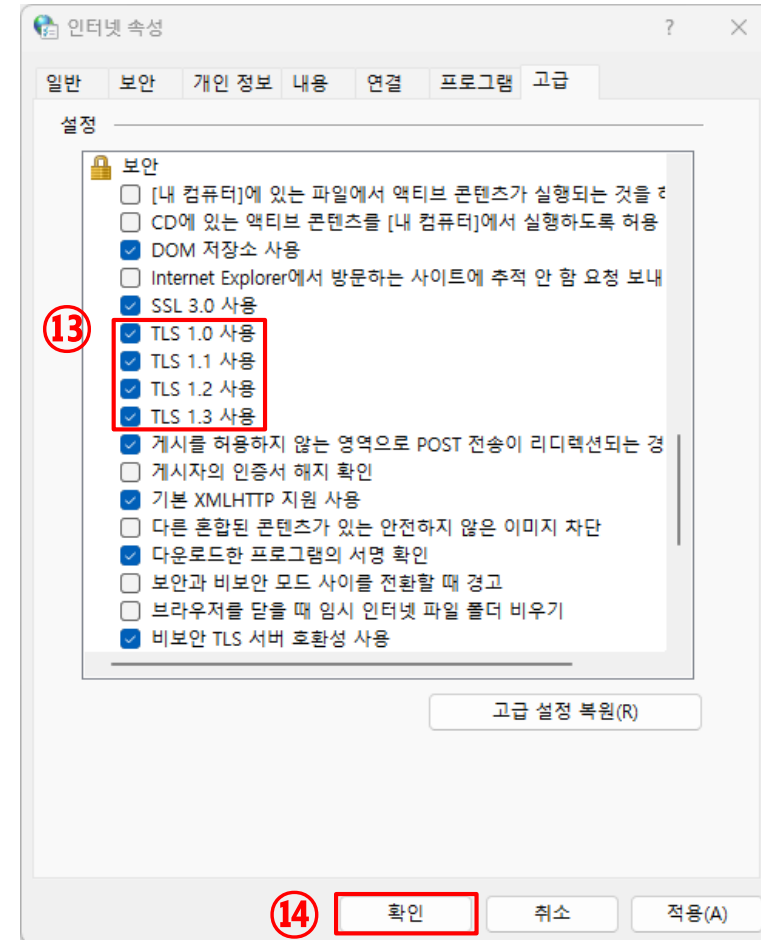 인터넷 속성 ?
일반 보안 개인 정보 내용 연결 프로그램 고급
설정
보안
[내 컴퓨터]에 있는 파일에서 액티브 콘텐츠가 실행되는 것을
CD에 있는 액티브 콘텐츠를 [내 컴퓨터]에서 실행하도록 허용
DOM 저장소 사용
Internet Explorer에서 방문하는 사이트에 추적 안 함 요청 보내
SSL 3.0 사용
⑬
TLS 1.0 사용
TLS 1.1 사용
TLS 1.2 사용
TLS 1.3 사용
게시를 허용하지 않는 영역으로 POST 전송이 리디렉션되는 경
게시자의 인증서 해지 확인
기본 XMLHTTP 지원 사용
다른 혼합된 콘텐츠가 있는 안전하지 않은 이미지 차단
다운로드한 프로그램의 서명 확인
보안과 비보안 모드 사이를 전환할 때 경고
브라우저를 닫을 때 임시 인터넷 파일 폴더 비우기
비보안 TLS 서버 호환성 사용
고급 설정 복원(R)
⑭ 확인 취소 적용(A)